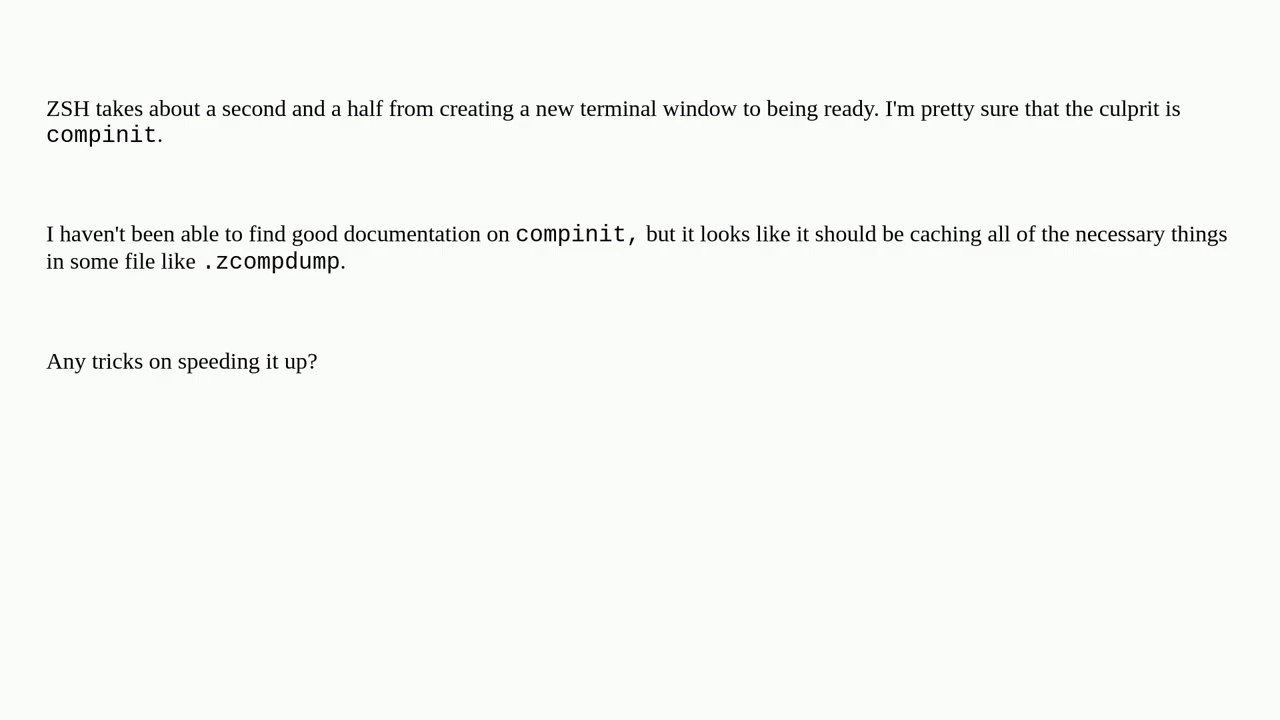 ZSH takes about a second and a half from creating a new terminal window to being ready. I'm pretty sure that the culprit is
compinit.
I haven't been able to find good documentation on compinit, but it looks like it should be caching all of the necessary things
in some file like .zcompdump.
Any tricks on speeding it up?